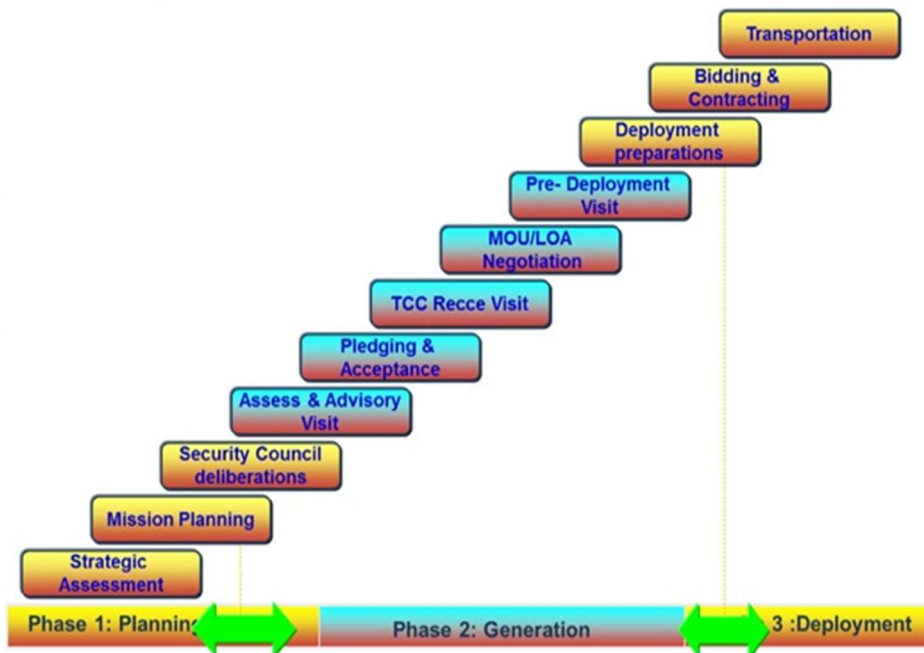 Transportation
Bidding &
Contracting
Deployment
preparations
Pre- Deployment
Visit
MOU/LOA
Negotiation
TCC Recce Visit
Pledging &
Acceptance
Assess & Advisory
Visit
Security Council
deliberations
Mission Planning
Strategic
Assessment
Phase 1: Planning
Phase 2: Generation
3 :Deployment